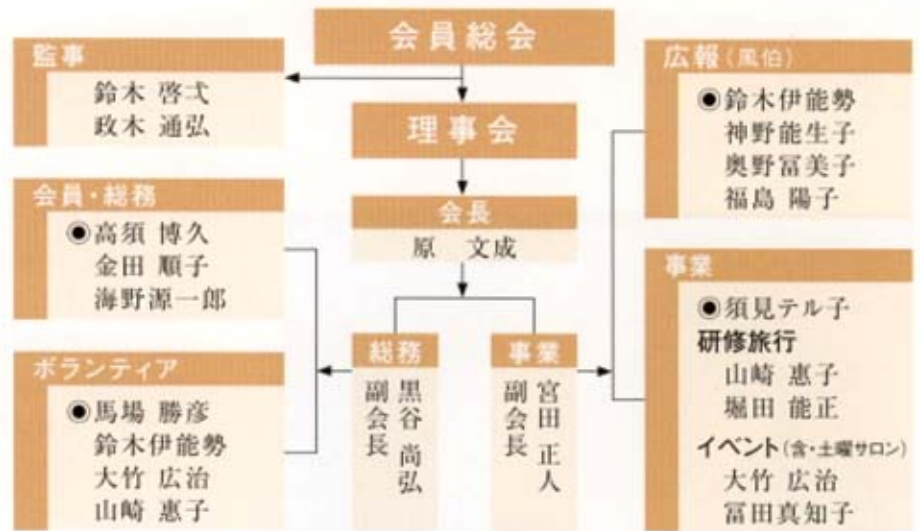 会員総会
監事
鈴木 啓弌
政木 通弘
理事会
会長
原 文成
会員・総務
◉高須 博久
金田 順子
海野源一郎
ボランティア
◉馬場 勝彦
鈴木伊能勢
大竹 広治
山崎 恵子
総務
副会長
黒谷 尚弘
事業
副会長
宮田 正人
広報(風伯)
◉鈴木伊能勢
神野能生子
奥野冨美子
福島 陽子
事業
◉須見テル子
研修旅行
山崎 恵子
堀田 能正
イベント(含・土曜サロン)
大竹 広治
冨田真知子